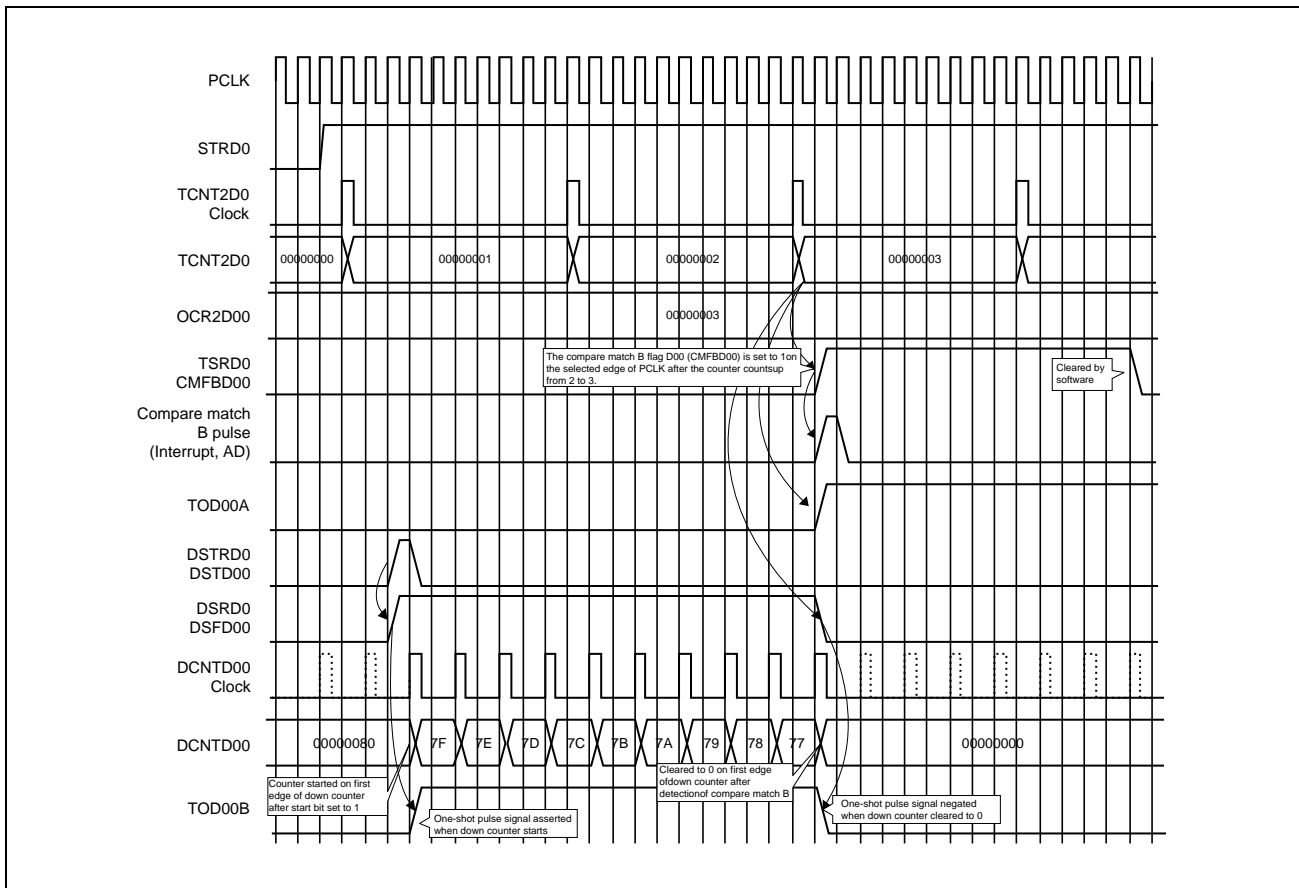 PCLK
STRD0
TCNT2D0
Clock
TCNT2D0
00000000
00000001
00000002
00000003
OCR2D00
00000003
TSRD0
CMFBD00
The compare match B flag D00 (CMFBD00) is set to 1on
the selected edge of PCLK after the counter countsup
from 2 to 3.
Cleared by
software
Compare match
B pulse
(Interrupt, AD)
TOD00A
DSTRD0
DSTD00
DSRD0
DSFD00
DCNTD00
Clock
DCNTD00
00000080
7F
7E
7D
7C
7B
7A
79
78
77
00000000
Counter started on first
edge of down counter
after start bit set to 1
Cleared to 0 on first edge
ofdown counter after
detectionof compare match B
TOD00B
One-shot pulse signal asserted
when down counter starts
One-shot pulse signal negated
when down counter cleared to 0